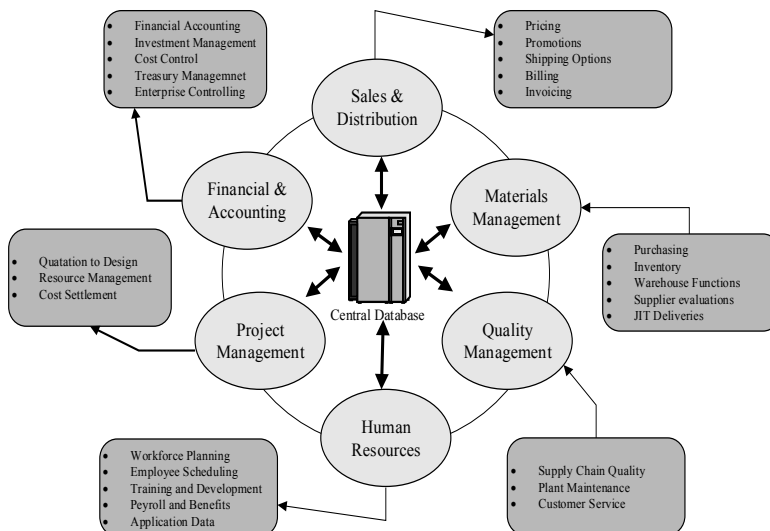 Financial Accounting
Investment Management
Cost Control
Treasury Managemnet
Enterprise Controlling
Pricing
Promotions
Shipping Options
Billing
Invoicing
Sales &
Distribution
Financial &
Accounting
Materials
Management
Quatation to Design
Resource Management
Cost Settlement
Purchasing
Inventory
Warehouse Functions
Supplier evaluations
JIT Deliveries
Central Database
Project
Management
Quality
Management
Human
Resources
Workforce Planning
Employee Scheduling
Training and Development
Peyroll and Benefits
Application Data
Supply Chain Quality
Plant Maintenance
Customer Service